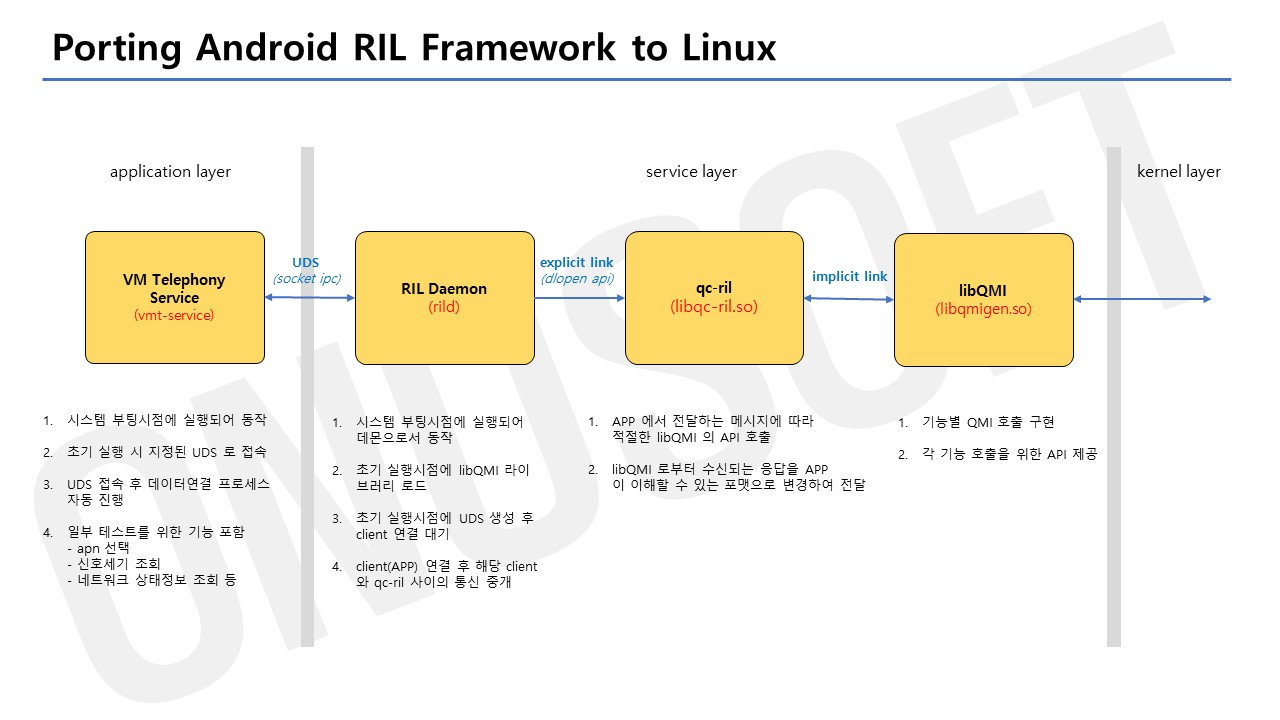 Porting Android RIL Framework to Linux
application layer
service layer
kernel layer
VM Telephony
Service
(vmt-service)
UDS
(socket ipc)
RIL Daemon
(rild)
explicit link
(dlopen api)
qc-ril
(libqc-ril.so)
implicit link
libQMI
(libqmigen.so)
1. 시스템 부팅시점에 실행되어 동작
2. 초기 실행 시 지정된 UDS 로 접속
3. UDS 접속 후 데이터연결 프로세스
자동 진행
4. 일부 테스트를 위한 기능 포함
- apn 선택
- 신호세기 조회
- 네트워크 상태정보 조회 등
1. 시스템 부팅시점에 실행되어
데몬으로서 동작
2. 초기 실행시점에 libQMI 라이
브러리 로드
3. 초기 실행시점에 UDS 생성 후
client 연결 대기
4. client(APP) 연결 후 해당 client
와 qc-ril 사이의 통신 중개
1. APP 에서 전달하는 메시지에 따라
적절한 libQMI 의 API 호출
2. libQMI 로부터 수신되는 응답을 APP
이 이해할 수 있는 포맷으로 변경하여 전달
1. 기능별 QMI 호출 구현
2. 각 기능 호출을 위한 API 제공
ONUSOFT